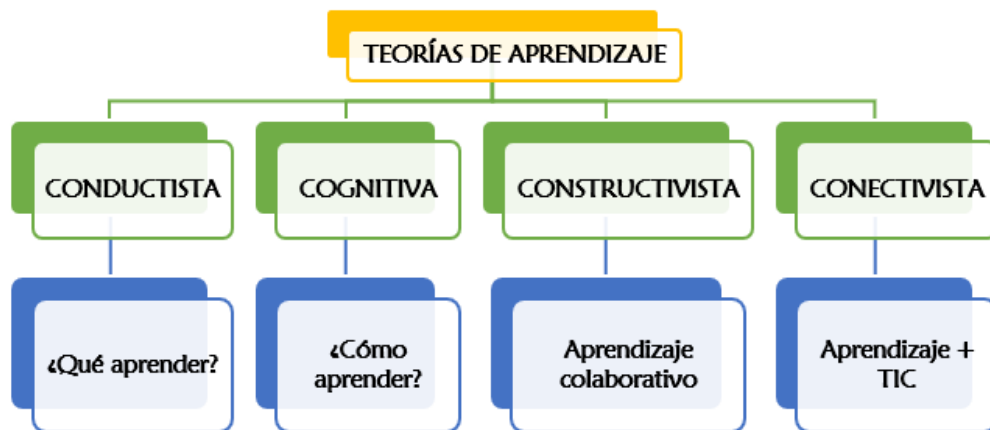 TEORÍAS DE APRENDIZAJE
CONDUCTISTA
COGNITIVA
CONSTRUCTIVISTA
CONECTIVISTA
¿Qué aprender?
¿Cómo
aprender?
Aprendizaje
colaborativo
Aprendizaje +
TIC